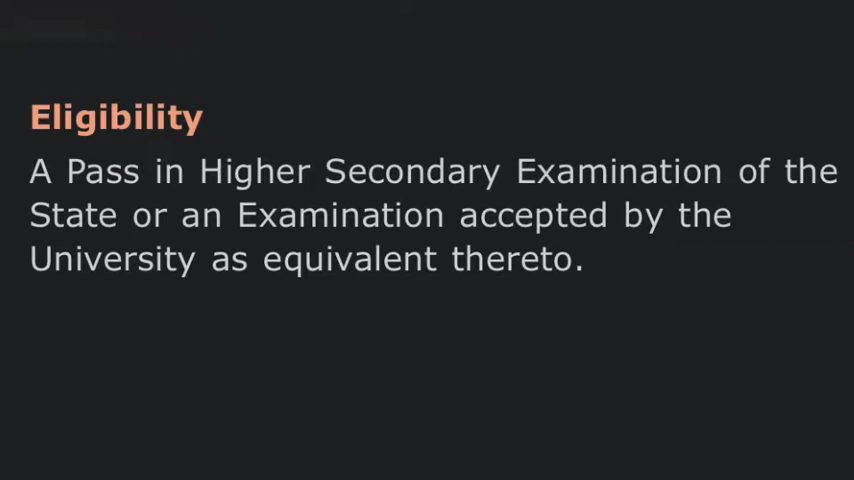 Eligibility
A Pass in Higher Secondary Examination of the
State or an Examination accepted by the
University as equivalent thereto.